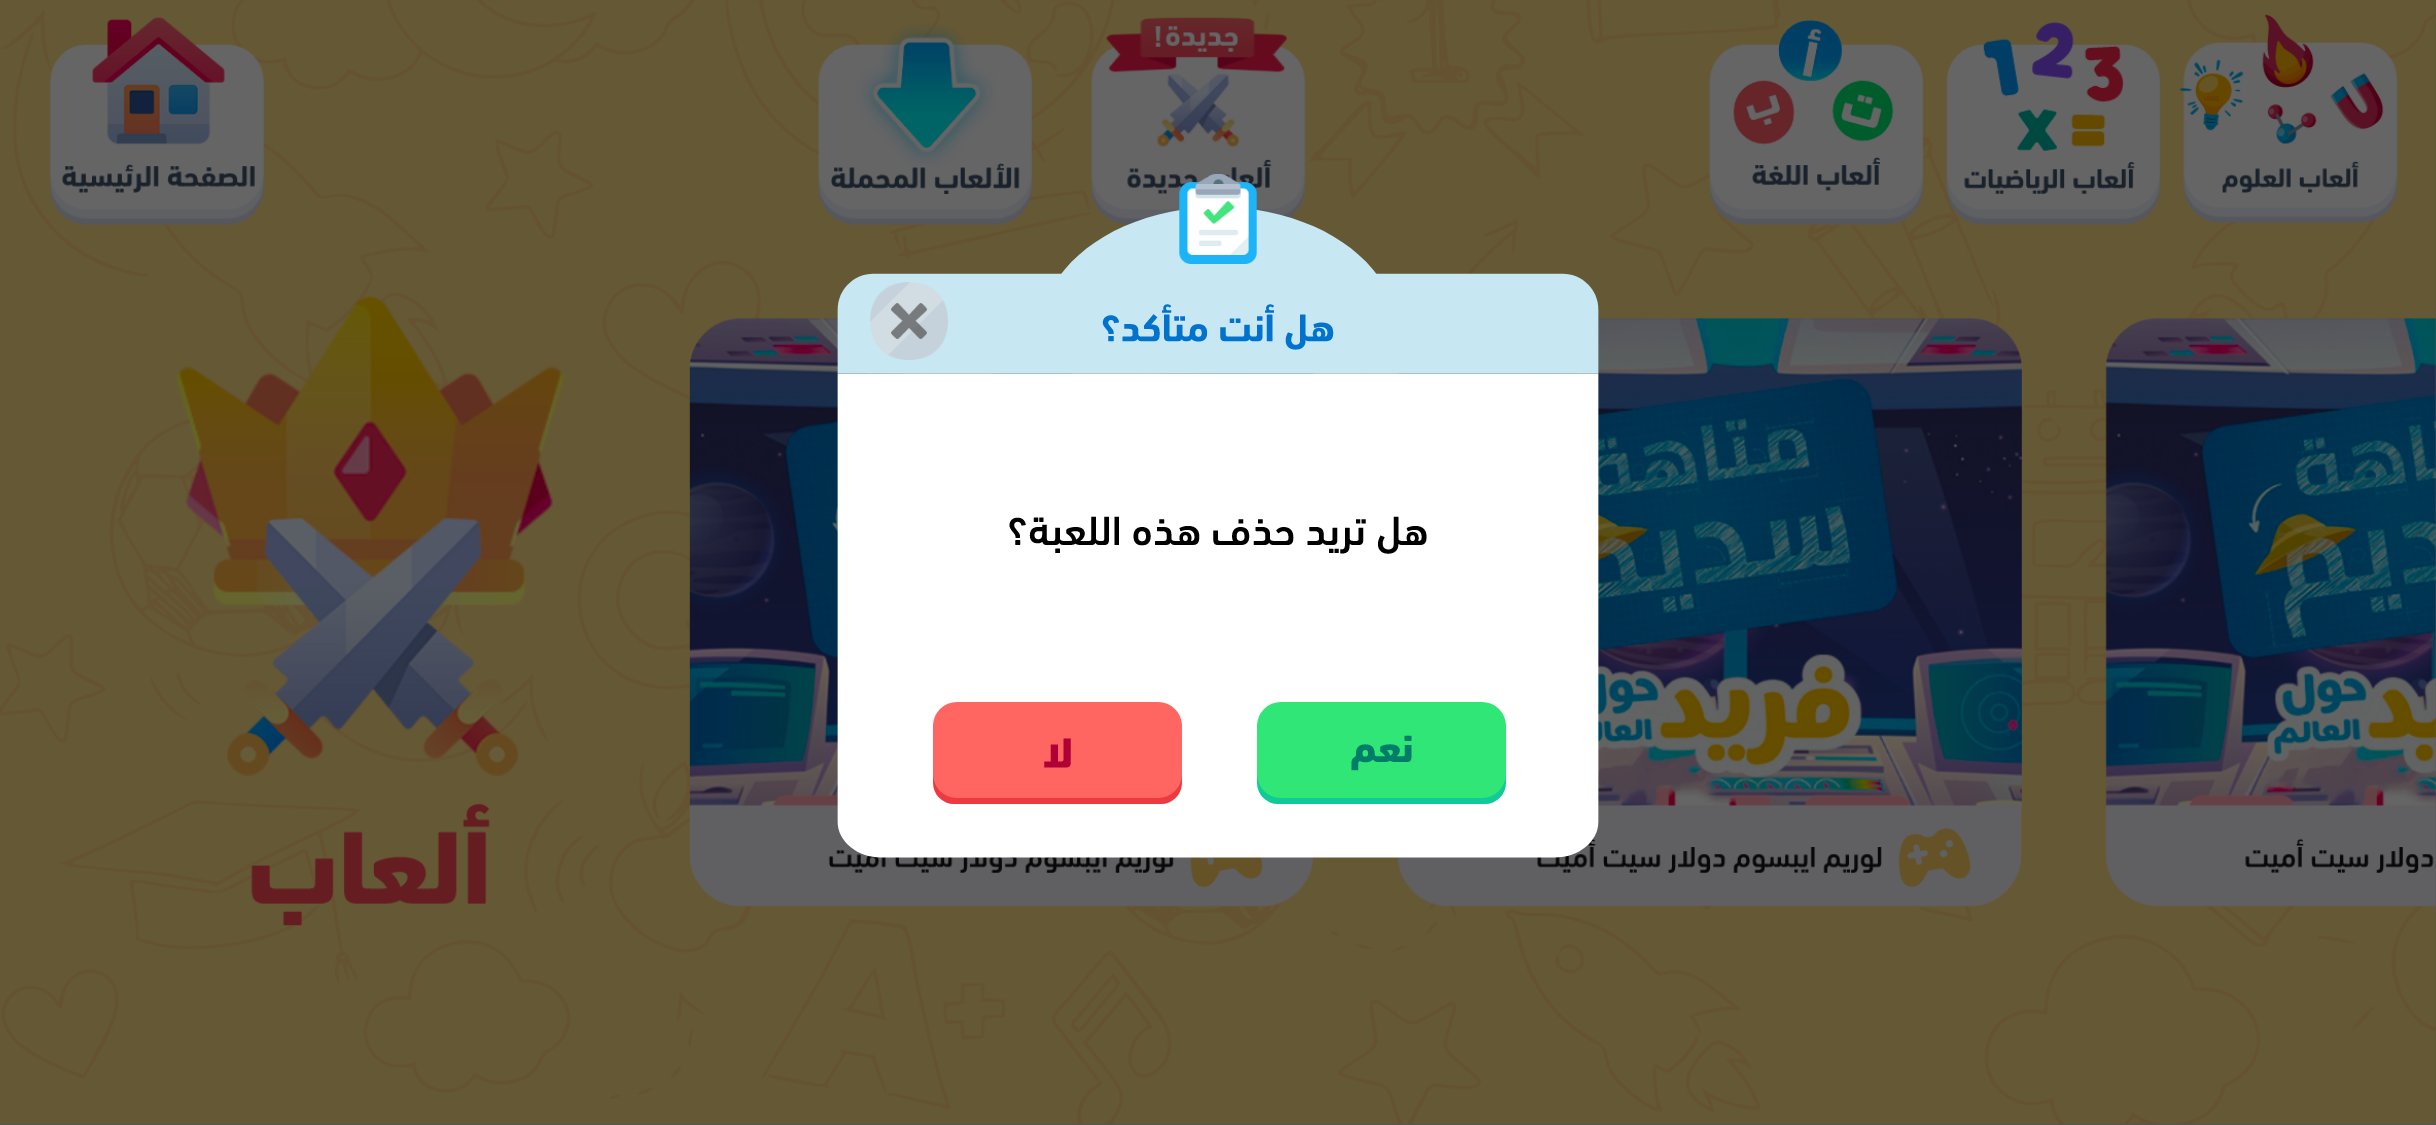 ألعاب العلوم
1 2 3
x =
ألعاب الرياضيات
أ
ب ت
ألعاب اللغة
جديدة!
ألعاب جديدة
الألعاب المحملة
الصفحة الرئيسية
هل أنت متأكد؟
هل تريد حذف هذه اللعبة؟
نعم
لا
ألعاب
متاهة
سديم
فريد حول
العالم
لوريم ايبسوم دولار سيت أميت
لوريم ايبسوم دولار سيت أميت
سديم
حول
العالم
دولار سيت أميت